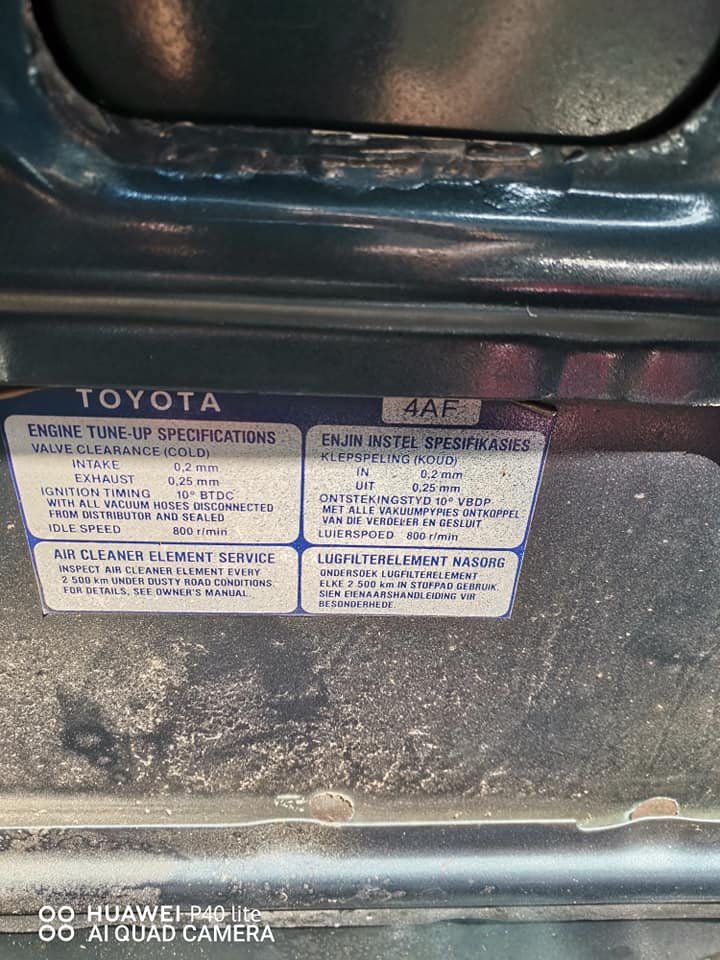 TOYOTA
4AF
ENGINE TUNE-UP SPECIFICATIONS
VALVE CLEARANCE (COLD)
INTAKE 0,2 mm
EXHAUST 0,25 mm
IGNITION TIMING 10° BTDC
WITH ALL VACUUM HOSES DISCONNECTED
FROM DISTRIBUTOR AND SEALED
IDLE SPEED 800 r/min
ENJIN INSTEL SPESIFIKASIES
KLEPSPELING (KOUD)
IN 0,2 mm
UIT 0,25 mm
ONTSTEKINGSTYD 10° VBDP
MET ALLE VAKUUMPYPIES ONTKOPPEL
VAN DIE VERDELER EN GESLUIT
LUIERSPOED 800 r/min
AIR CLEANER ELEMENT SERVICE
INSPECT AIR CLEANER ELEMENT EVERY
2 500 km UNDER DUSTY ROAD CONDITIONS.
FOR DETAILS, SEE OWNER'S MANUAL.
LUGFILTERELEMENT NASORG
ONDERSOEK LUGFILTERELEMENT
ELKE 2 500 km IN STOFPAD GEBRUIK.
SIEN EIENAARSHANDLEIDING VIR
BESONDERHEDE.
HUAWEI P40 lite
AI QUAD CAMERA